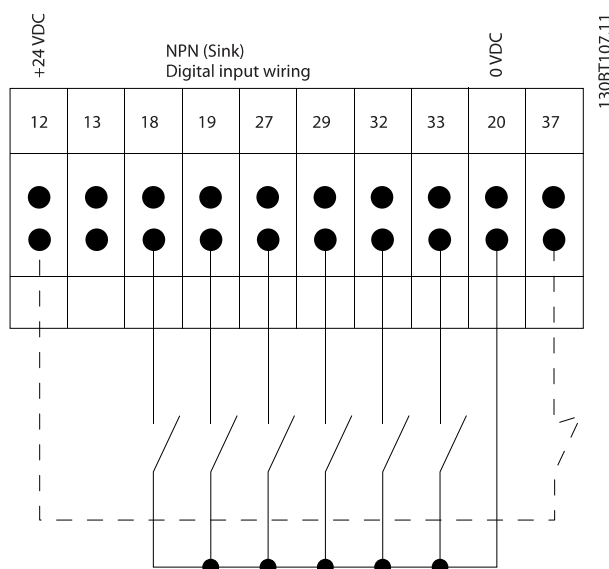 +24 VDC
NPN (Sink)
Digital input wiring
0 VDC
130BT107.11
12 13 18 19 27 29 32 33 20 37